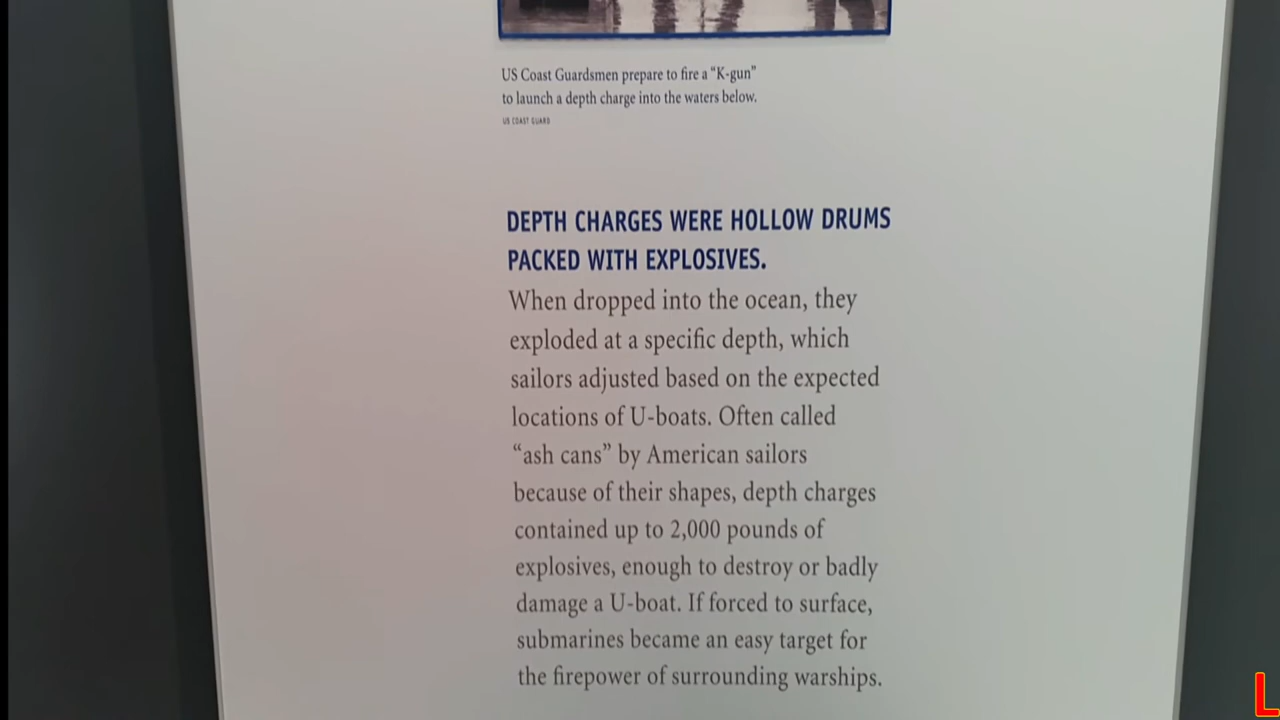 US Coast Guardsmen prepare to fire a “K-gun”
to launch a depth charge into the waters below.
US COAST GUARD
DEPTH CHARGES WERE HOLLOW DRUMS
PACKED WITH EXPLOSIVES.
When dropped into the ocean, they
exploded at a specific depth, which
sailors adjusted based on the expected
locations of U-boats. Often called
“ash cans” by American sailors
because of their shapes, depth charges
contained up to 2,000 pounds of
explosives, enough to destroy or badly
damage a U-boat. If forced to surface,
submarines became an easy target for
the firepower of surrounding warships.
L